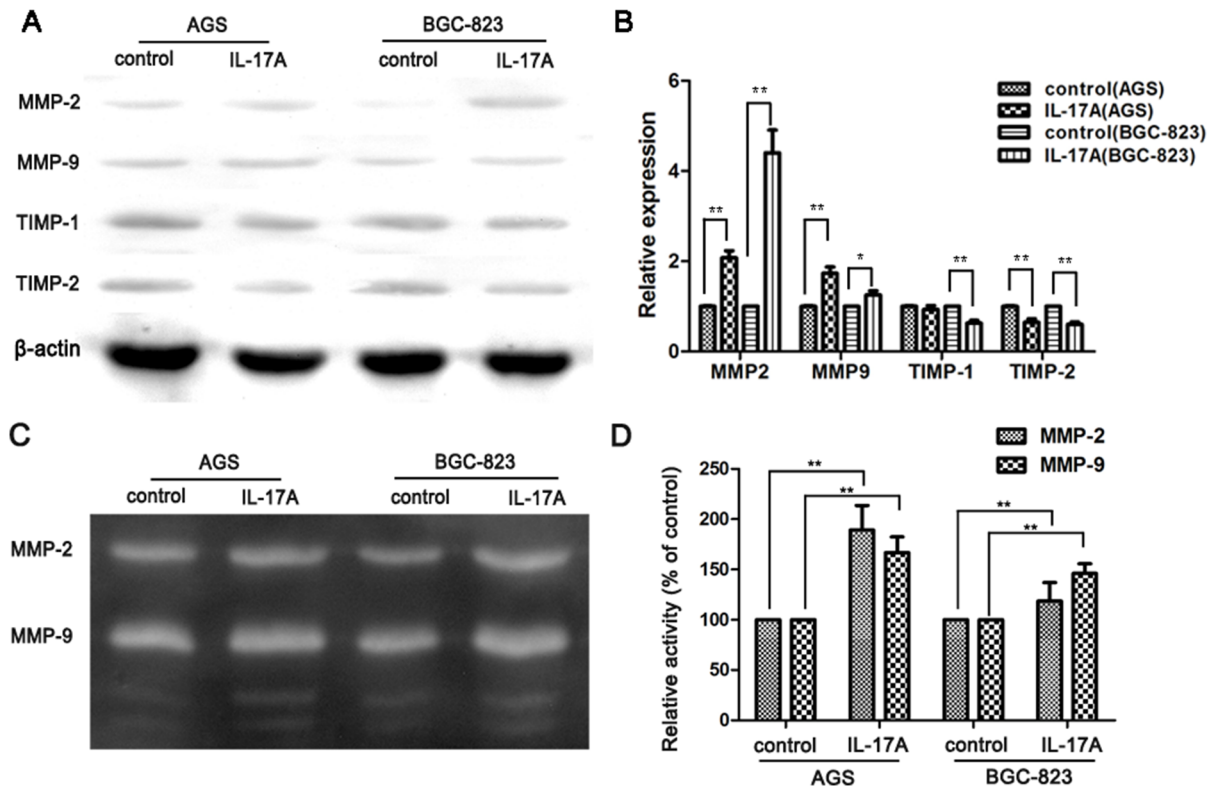 A
AGS
BGC-823
control
IL-17A
control
IL-17A
MMP-2
MMP-9
TIMP-1
TIMP-2
β-actin
B
6
4
2
0
Relative expression
**
**
**
*
**
**
**
control(AGS)
IL-17A(AGS)
control(BGC-823)
IL-17A(BGC-823)
MMP2
MMP9
TIMP-1
TIMP-2
C
AGS
BGC-823
control
IL-17A
control
IL-17A
MMP-2
MMP-9
D
MMP-2
MMP-9
250
200
150
100
50
0
Relative activity (% of control)
**
**
**
**
control
IL-17A
control
IL-17A
AGS
BGC-823